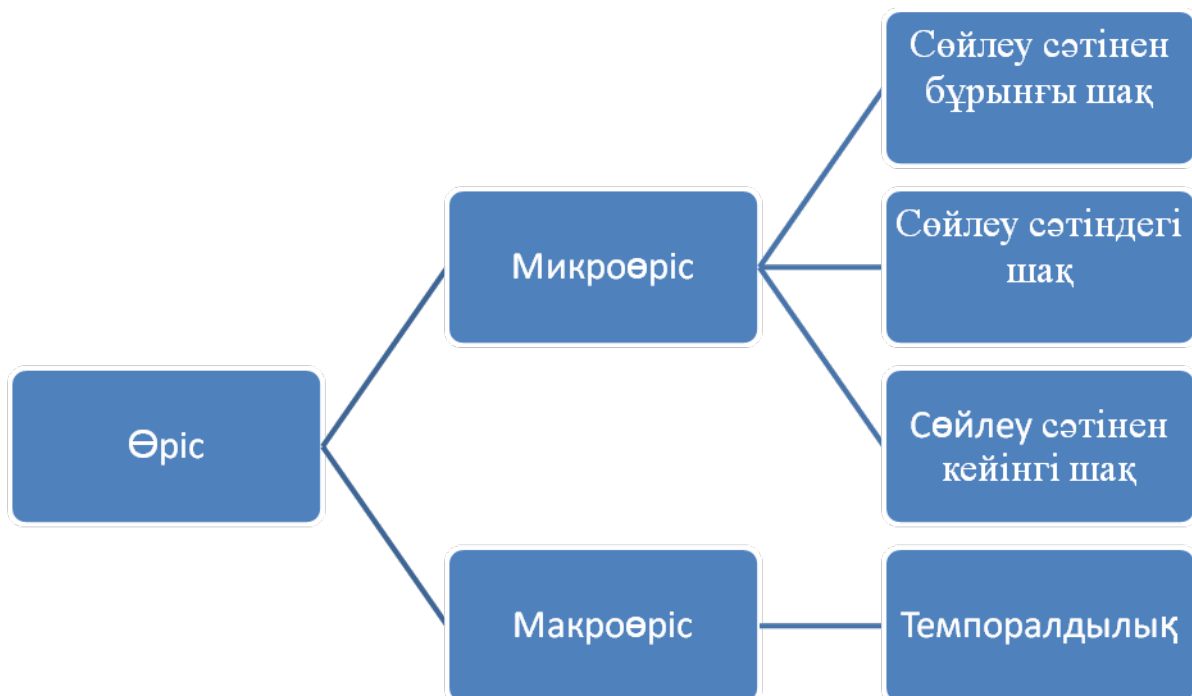 Сөйлеу сәтінен
бұрынғы шақ
Микроөріс
Сөйлеу сәтіндегі
шақ
Өріс
Сөйлеу сәтінен
кейінгі шақ
Макроөріс
Темпоралдылық